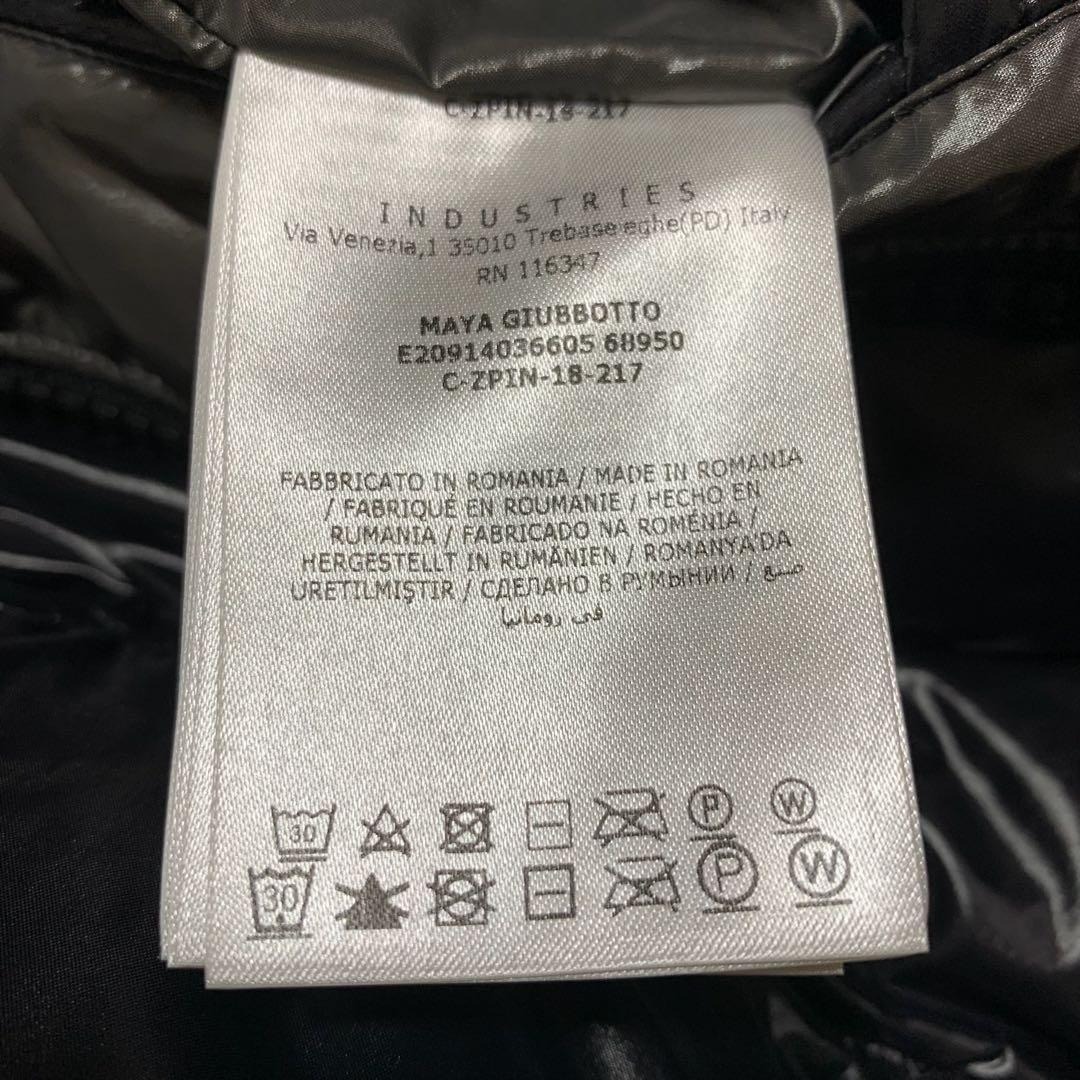 C-ZPIN-18-217
INDUSTRIES
Via Venezia,1 35010 Trebaseleghe(PD) Italy
RN 116347
MAYA GIUBBOTTO
E20914036605 68950
C-ZPIN-18-217
FABBRICATO IN ROMANIA / MADE IN ROMANIA
/ FABRIQUÉ EN ROUMANIE / HECHO EN
RUMANIA / FABRICADO NA ROMÉNIA /
HERGESTELLT IN RUMÄNIEN / ROMANYA'DA
URETILMIŞTIR / СДЕЛАНО В РУМЫНИИ / صنع
في رومانيا
30 P W
30 P W